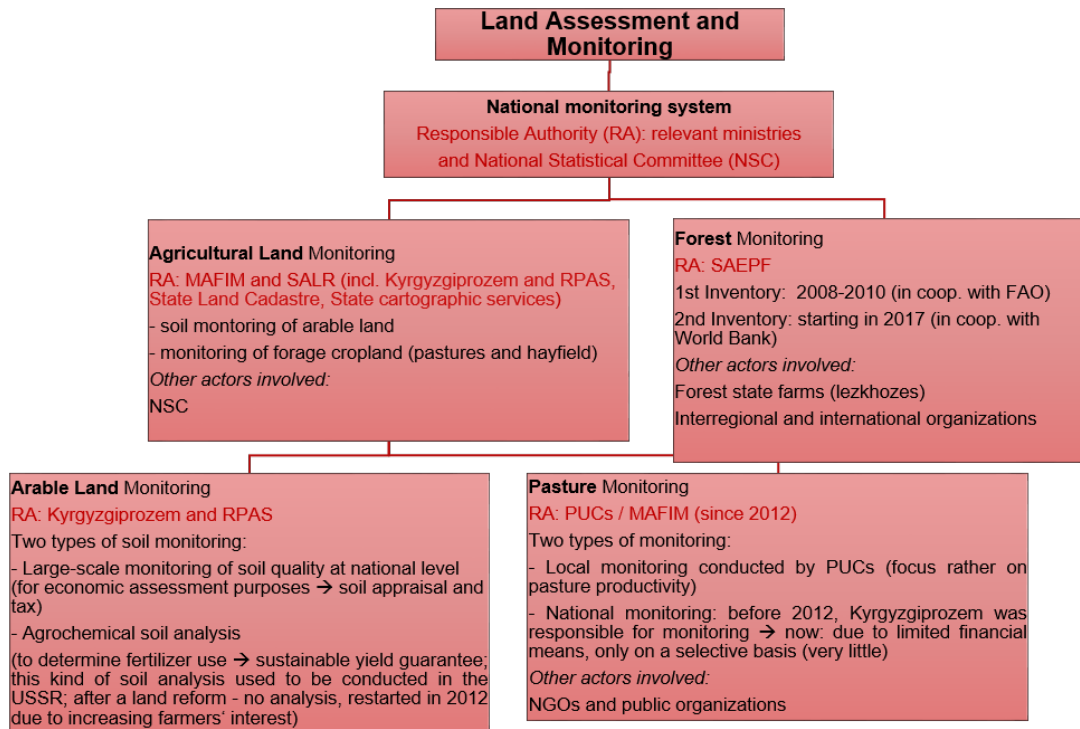 Land Assessment and
Monitoring
National monitoring system
Responsible Authority (RA): relevant ministries
and National Statistical Committee (NSC)
Agricultural Land Monitoring
RA: MAFIM and SALR (incl. Kyrgyzgiprozem and RPAS,
State Land Cadastre, State cartographic services)
- soil montoring of arable land
- monitoring of forage cropland (pastures and hayfield)
Other actors involved:
NSC
Forest Monitoring
RA: SAEPF
1st Inventory: 2008-2010 (in coop. with FAO)
2nd Inventory: starting in 2017 (in coop. with
World Bank)
Other actors involved:
Forest state farms (lezkhozes)
Interregional and international organizations
Arable Land Monitoring
RA: Kyrgyzgiprozem and RPAS
Two types of soil monitoring:
- Large-scale monitoring of soil quality at national level
(for economic assessment purposes → soil appraisal and
tax)
- Agrochemical soil analysis
(to determine fertilizer use → sustainable yield guarantee;
this kind of soil analysis used to be conducted in the
USSR; after a land reform - no analysis, restarted in 2012
due to increasing farmers‘ interest)
Pasture Monitoring
RA: PUCs / MAFIM (since 2012)
Two types of monitoring:
- Local monitoring conducted by PUCs (focus rather on
pasture productivity)
- National monitoring: before 2012, Kyrgyzgiprozem was
responsible for monitoring → now: due to limited financial
means, only on a selective basis (very little)
Other actors involved:
NGOs and public organizations